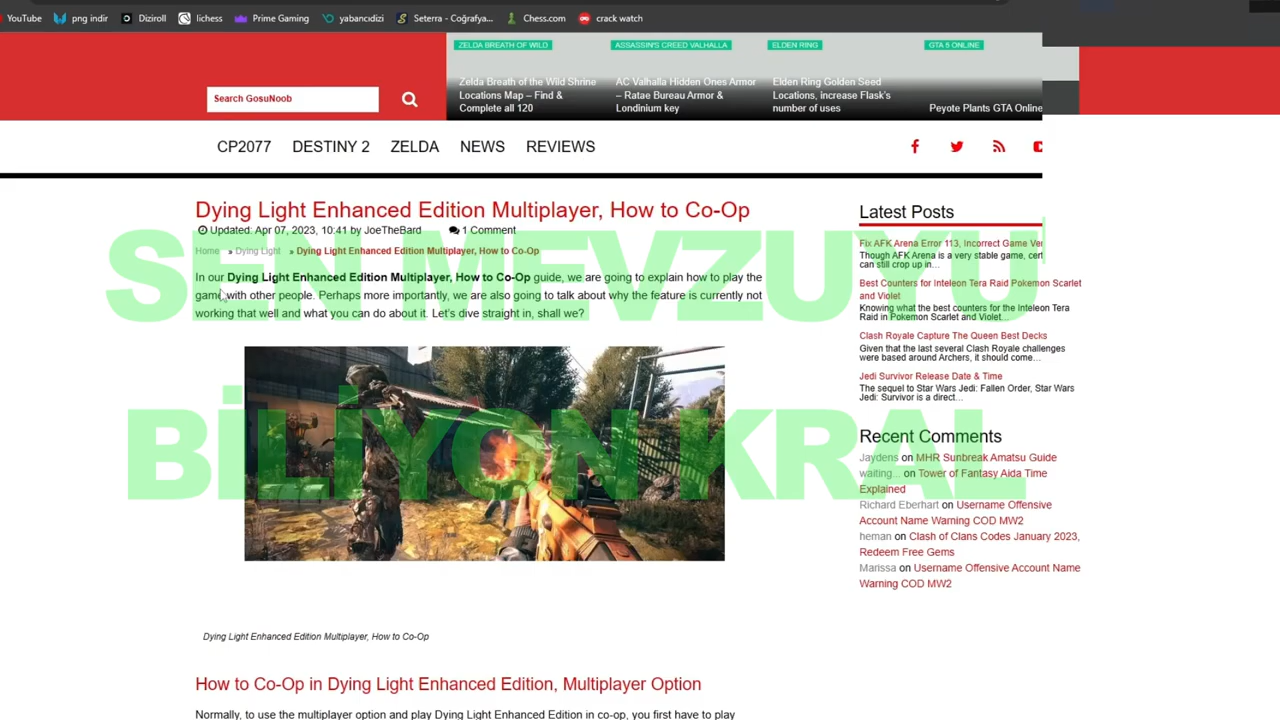 YouTube png indir Diziroll lichess Prime Gaming yabancıdizi Seterra - Coğrafya... Chess.com crack watch
ZELDA BREATH OF WILD
Zelda Breath of the Wild Shrine
Locations Map – Find &
Complete all 120
ASSASSIN'S CREED VALHALLA
AC Valhalla Hidden Ones Armor
– Ratae Bureau Armor &
Londinium key
ELDEN RING
Elden Ring Golden Seed
Locations, increase Flask's
number of uses
GTA 5 ONLINE
Peyote Plants GTA Online
Search GosuNoob
CP2077 DESTINY 2 ZELDA NEWS REVIEWS
Dying Light Enhanced Edition Multiplayer, How to Co-Op
Updated: Apr 07, 2023, 10:41 by JoeTheBard 1 Comment
Home » Dying Light » Dying Light Enhanced Edition Multiplayer, How to Co-Op
In our Dying Light Enhanced Edition Multiplayer, How to Co-Op guide, we are going to explain how to play the
game with other people. Perhaps more importantly, we are also going to talk about why the feature is currently not
working that well and what you can do about it. Let's dive straight in, shall we?
SEN MEVZUYU
BİLİYON KRAL
Dying Light Enhanced Edition Multiplayer, How to Co-Op
How to Co-Op in Dying Light Enhanced Edition, Multiplayer Option
Normally, to use the multiplayer option and play Dying Light Enhanced Edition in co-op, you first have to play
Latest Posts
Fix AFK Arena Error 113, Incorrect Game Ver
Though AFK Arena is a very stable game, cert
can still crop up in...
Best Counters for Inteleon Tera Raid Pokemon Scarlet
and Violet
Knowing what the best counters for the Inteleon Tera
Raid in Pokemon Scarlet and Violet...
Clash Royale Capture The Queen Best Decks
Given that the last several Clash Royale challenges
were based around Archers, it should come...
Jedi Survivor Release Date & Time
The sequel to Star Wars Jedi: Fallen Order, Star Wars
Jedi: Survivor is a direct...
Recent Comments
Jaydens on MHR Sunbreak Amatsu Guide
waiting... on Tower of Fantasy Aida Time
Explained
Richard Eberhart on Username Offensive
Account Name Warning COD MW2
heman on Clash of Clans Codes January 2023,
Redeem Free Gems
Marissa on Username Offensive Account Name
Warning COD MW2